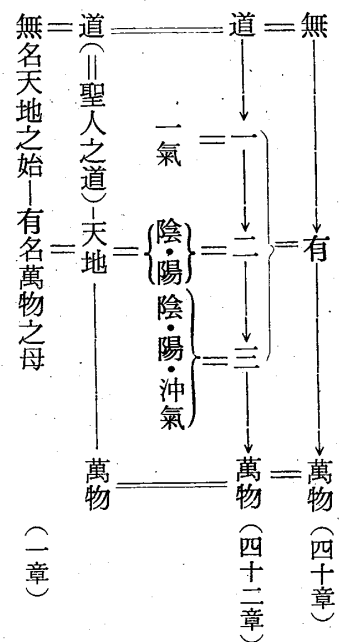 無═道═無
↓
有
↓
萬物(四十章)
道→一→二→三→萬物(四十二章)
一氣
陰・陽
陰・陽・沖氣
道(=聖人之道)―天地―萬物
無名天地之始―有名萬物之母 (一章)